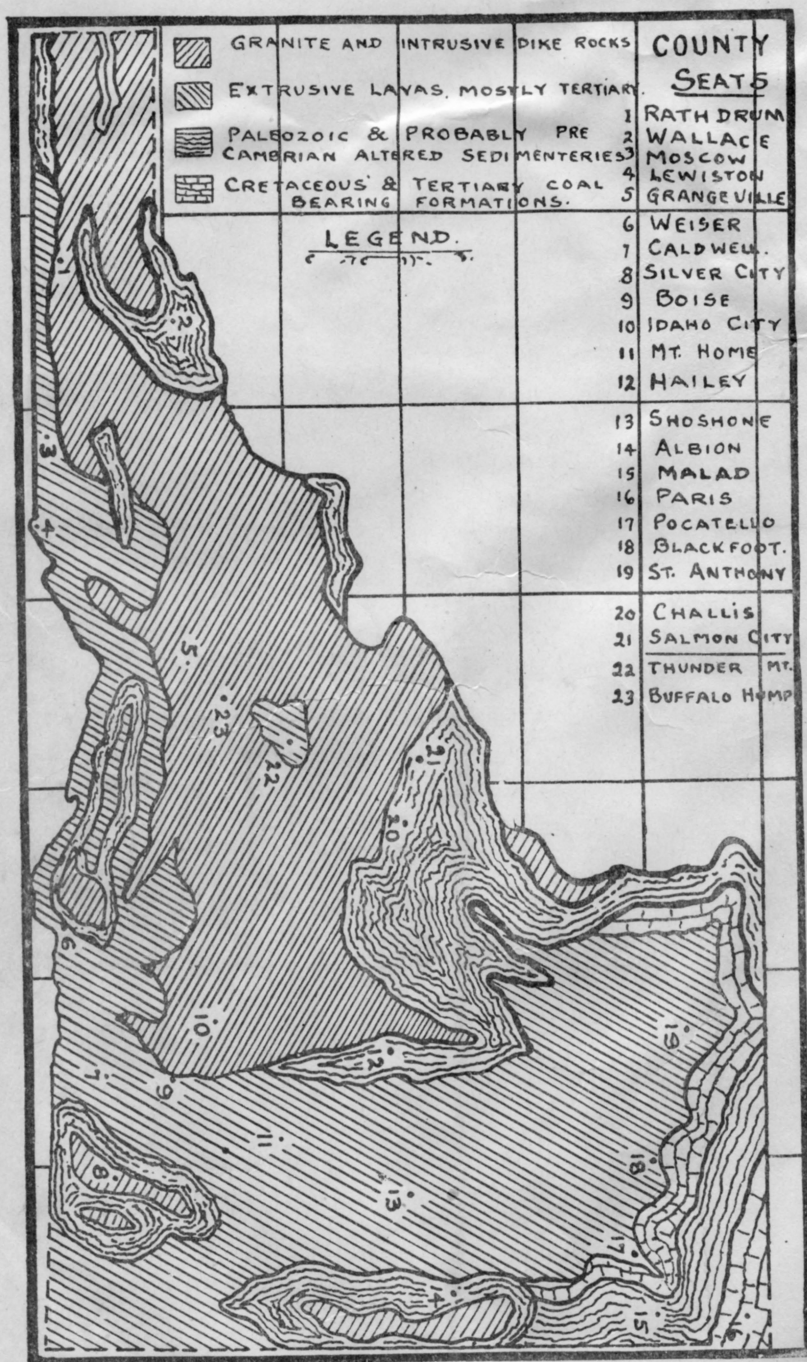 GRANITE AND INTRUSIVE DIKE ROCKS
EXTRUSIVE LAVAS, MOSTLY TERTIARY.
PALEOZOIC & PROBABLY PRE
CAMBRIAN ALTERED SEDIMENTERIES
CRETACEOUS & TERTIARY COAL
BEARING FORMATIONS.
LEGEND.
COUNTY
SEATS
1 RATHDRUM
2 WALLACE
3 MOSCOW
4 LEWISTON
5 GRANGEVILLE
6 WEISER
7 CALDWELL.
8 SILVER CITY
9 BOISE
10 IDAHO CITY
11 MT. HOME
12 HAILEY
13 SHOSHONE
14 ALBION
15 MALAD
16 PARIS
17 POCATELLO
18 BLACKFOOT.
19 ST. ANTHONY
20 CHALLIS
21 SALMON CITY
22 THUNDER MT.
23 BUFFALO HUMP
1
2
3
4
5
23
22
21
20
6
10
19
12
7
9
11
18
8
13
17
14
15
16